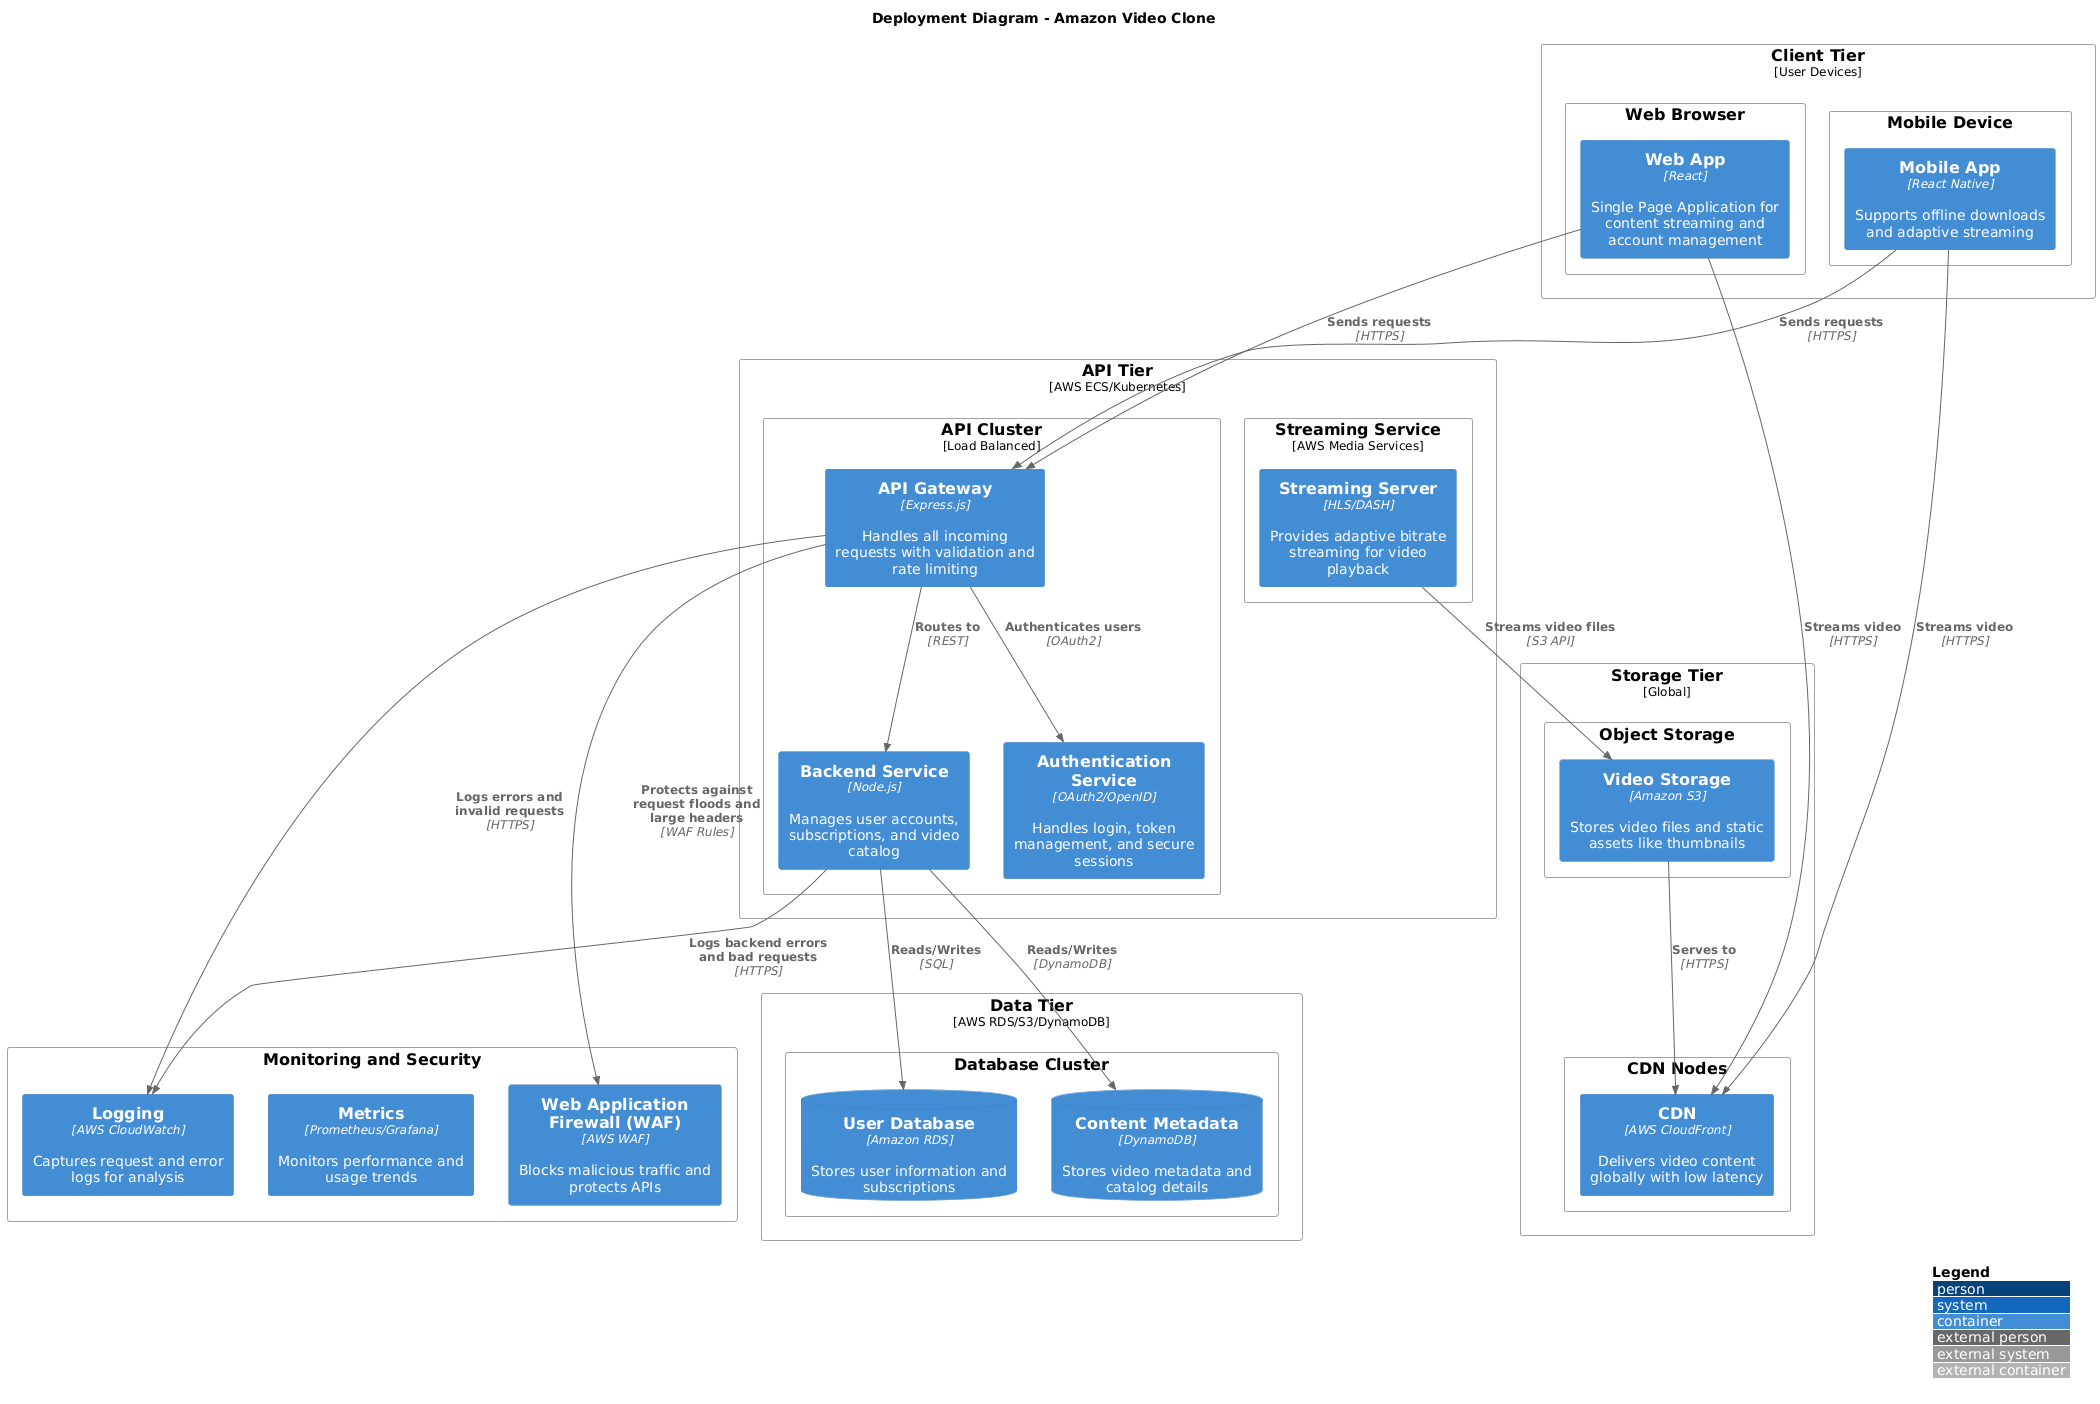 Deployment Diagram - Amazon Video Clone
Client Tier
[User Devices]
Web Browser
Web App
[React]
Single Page Application for
content streaming and
account management
Mobile Device
Mobile App
[React Native]
Supports offline downloads
and adaptive streaming
Sends requests
[HTTPS]
Sends requests
[HTTPS]
API Tier
[AWS ECS/Kubernetes]
API Cluster
[Load Balanced]
API Gateway
[Express.js]
Handles all incoming
requests with validation and
rate limiting
Streaming Service
[AWS Media Services]
Streaming Server
[HLS/DASH]
Provides adaptive bitrate
streaming for video
playback
Routes to
[REST]
Authenticates users
[OAuth2]
Streams video files
[S3 API]
Streams video
[HTTPS]
Streams video
[HTTPS]
Backend Service
[Node.js]
Manages user accounts,
subscriptions, and video
catalog
Authentication
Service
[OAuth2/OpenID]
Handles login, token
management, and secure
sessions
Storage Tier
[Global]
Object Storage
Video Storage
[Amazon S3]
Stores video files and static
assets like thumbnails
Logs errors and
invalid requests
[HTTPS]
Protects against
request floods and
large headers
[WAF Rules]
Logs backend errors
and bad requests
[HTTPS]
Reads/Writes
[SQL]
Reads/Writes
[DynamoDB]
Serves to
[HTTPS]
Monitoring and Security
Logging
[AWS CloudWatch]
Captures request and error
logs for analysis
Metrics
[Prometheus/Grafana]
Monitors performance and
usage trends
Web Application
Firewall (WAF)
[AWS WAF]
Blocks malicious traffic and
protects APIs
Data Tier
[AWS RDS/S3/DynamoDB]
Database Cluster
User Database
[Amazon RDS]
Stores user information and
subscriptions
Content Metadata
[DynamoDB]
Stores video metadata and
catalog details
CDN Nodes
CDN
[AWS CloudFront]
Delivers video content
globally with low latency
Legend
person
system
container
external person
external system
external container